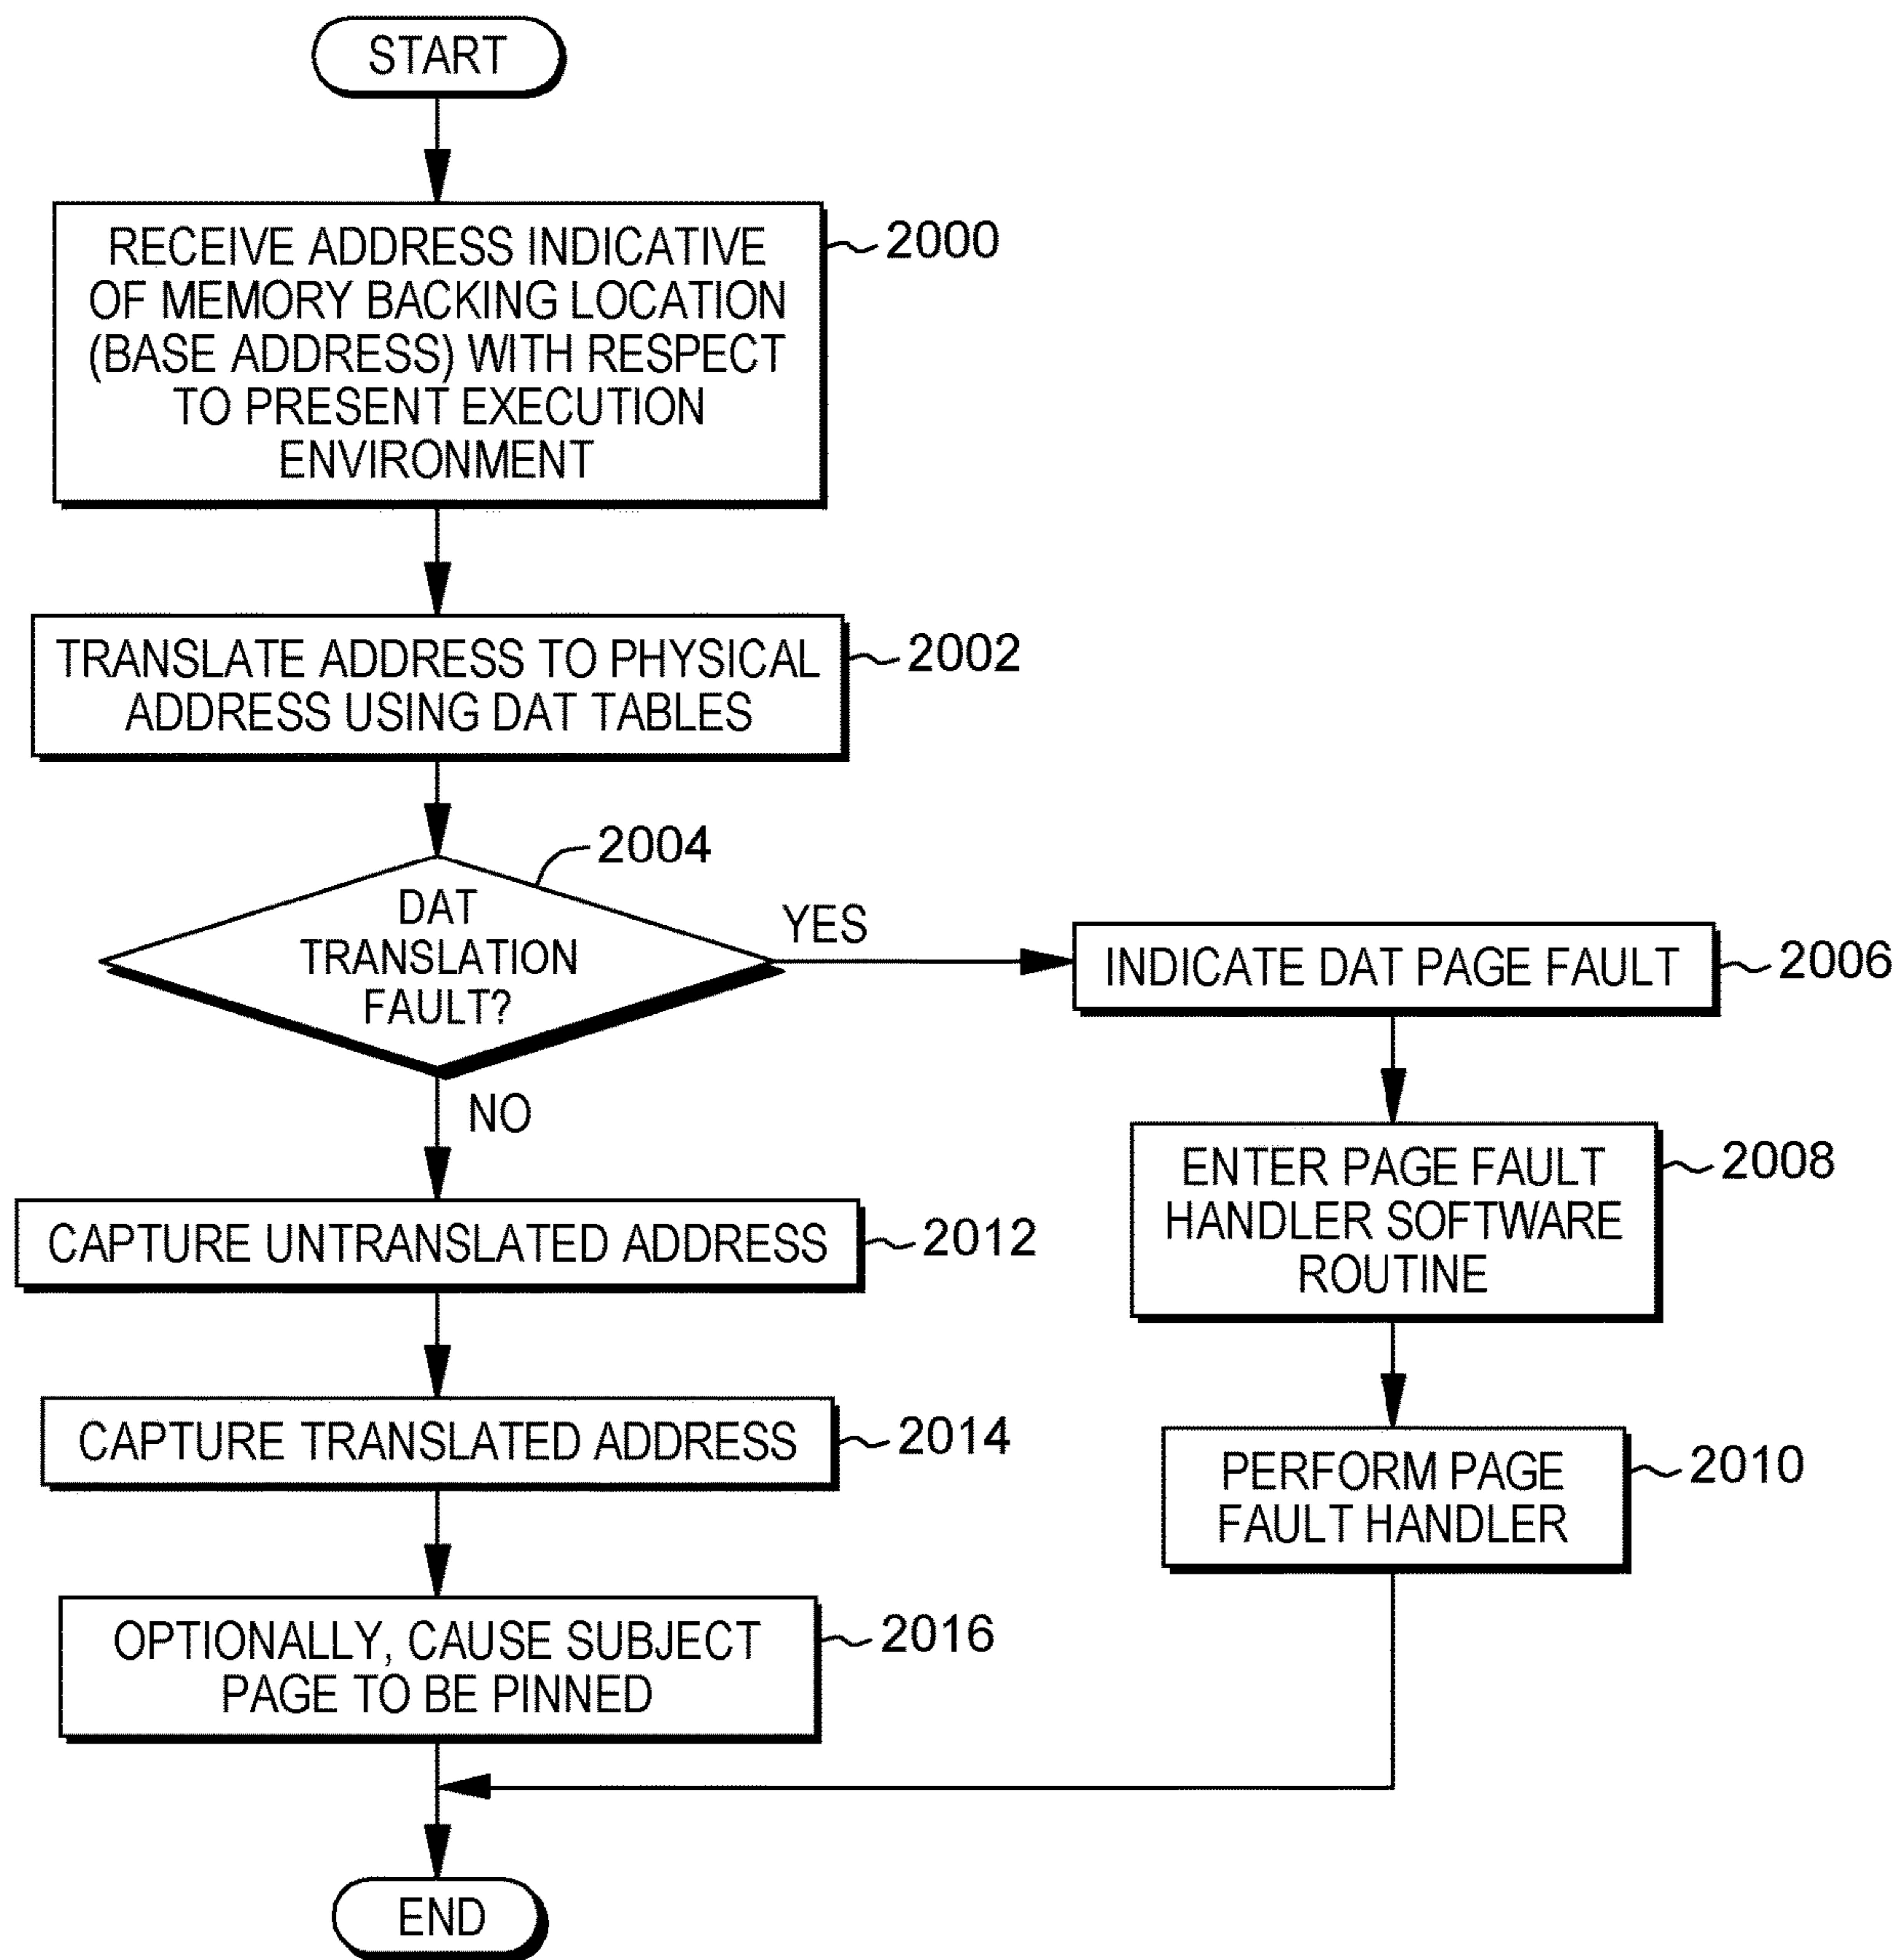 START
RECEIVE ADDRESS INDICATIVE
OF MEMORY BACKING LOCATION
(BASE ADDRESS) WITH RESPECT
TO PRESENT EXECUTION
ENVIRONMENT
2000
TRANSLATE ADDRESS TO PHYSICAL
ADDRESS USING DAT TABLES
2002
DAT
TRANSLATION
FAULT?
2004
YES
INDICATE DAT PAGE FAULT
2006
ENTER PAGE FAULT
HANDLER SOFTWARE
ROUTINE
2008
PERFORM PAGE
FAULT HANDLER
2010
NO
CAPTURE UNTRANSLATED ADDRESS
2012
CAPTURE TRANSLATED ADDRESS
2014
OPTIONALLY, CAUSE SUBJECT
PAGE TO BE PINNED
2016
END